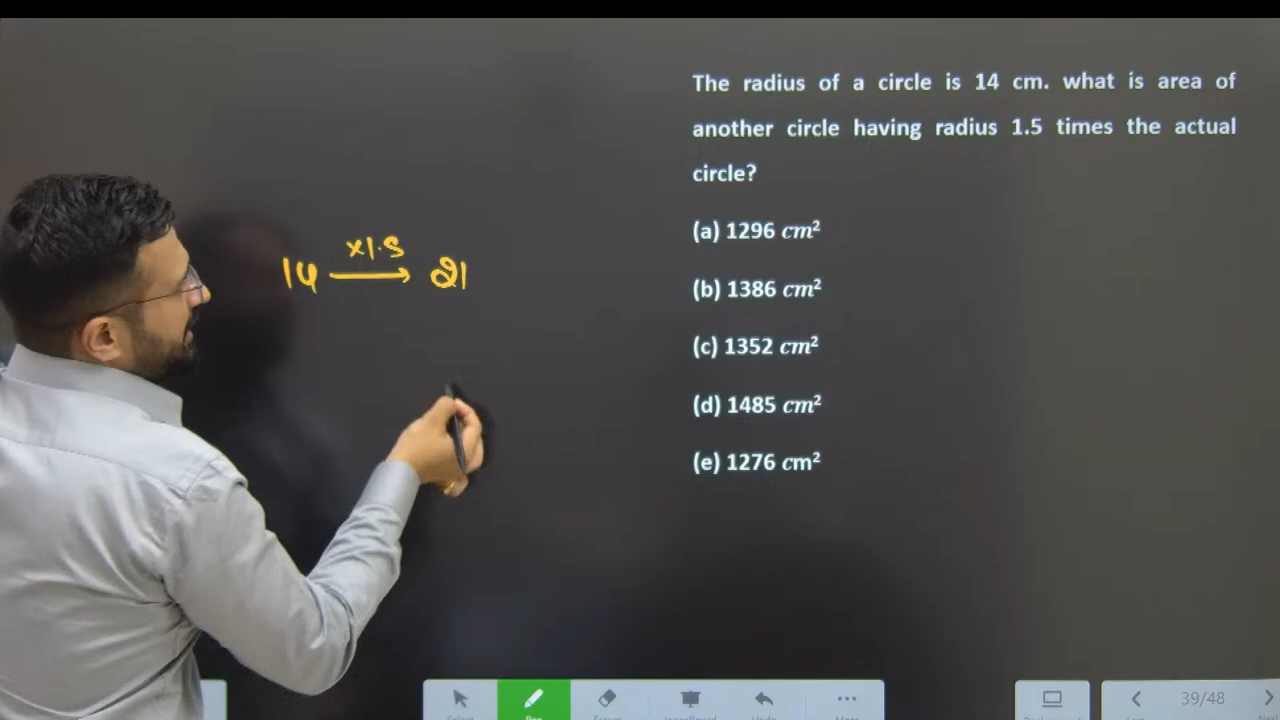 The radius of a circle is 14 cm. what is area of
another circle having radius 1.5 times the actual
circle?
(a) 1296 cm²
(b) 1386 cm²
(c) 1352 cm²
(d) 1485 cm²
(e) 1276 cm²
×1.5
14 → 21
39/48